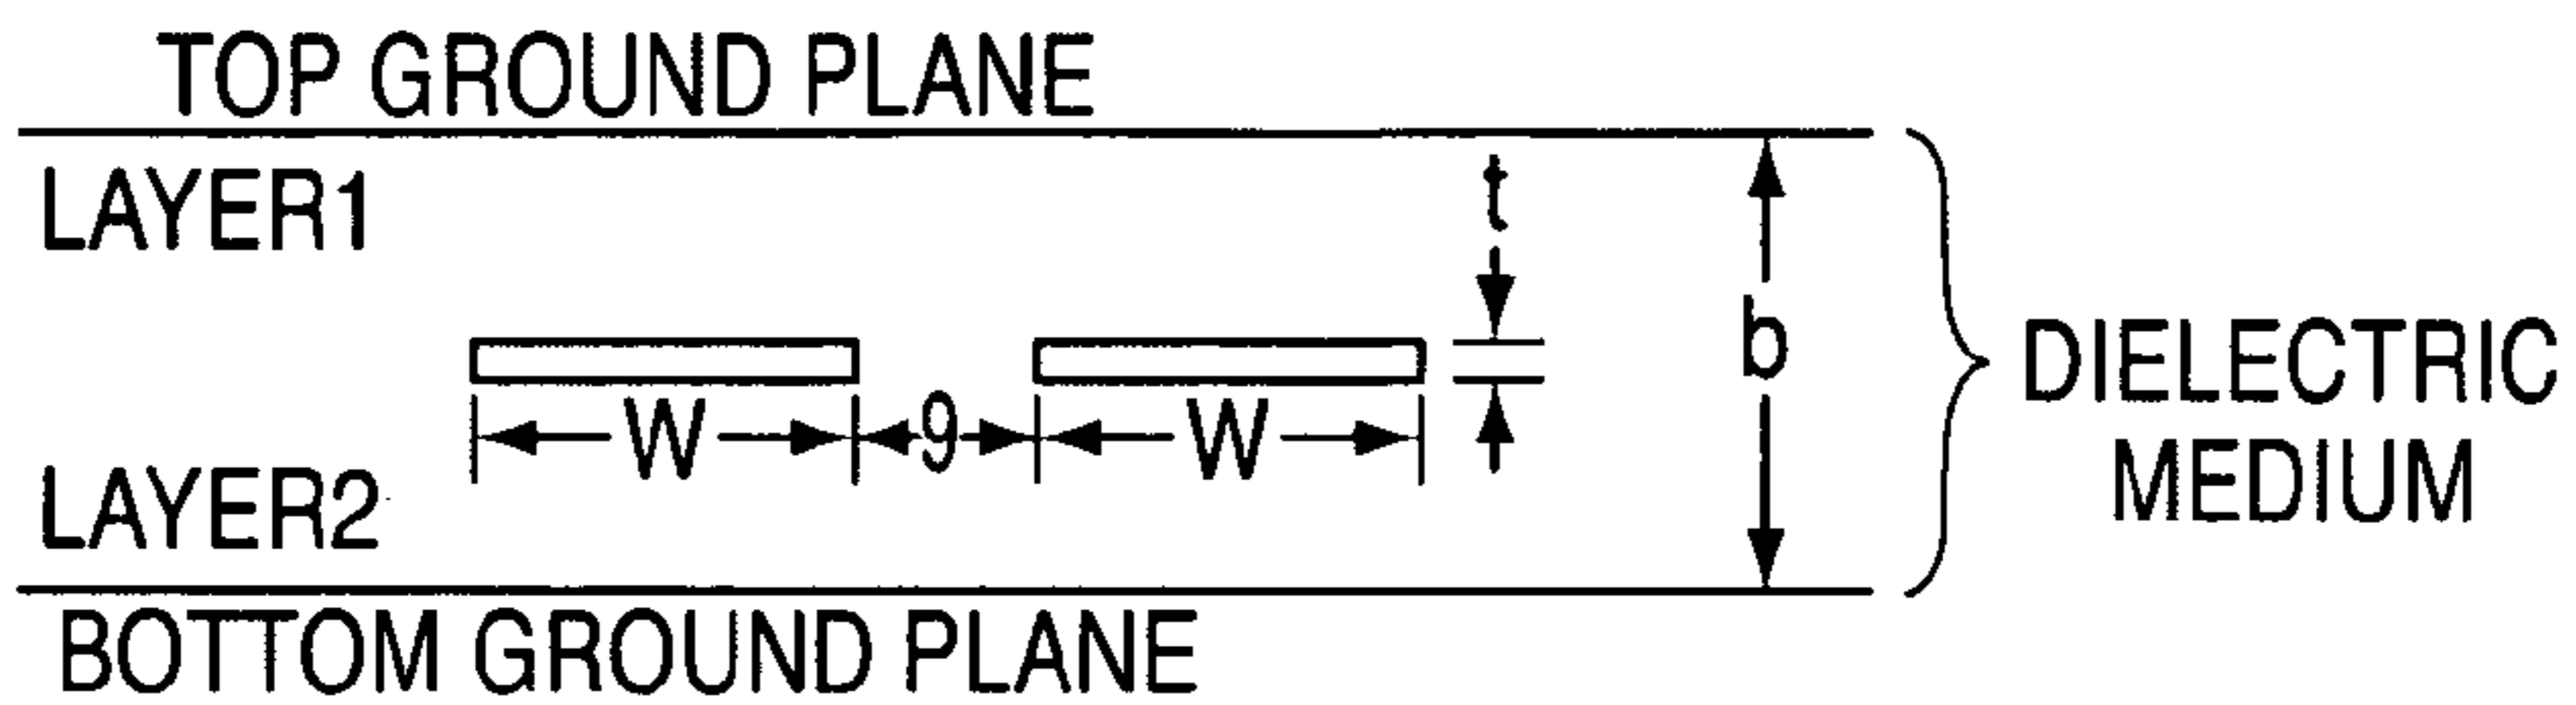 TOP GROUND PLANE
LAYER1
t
b
W 9 W
DIELECTRIC
MEDIUM
LAYER2
BOTTOM GROUND PLANE